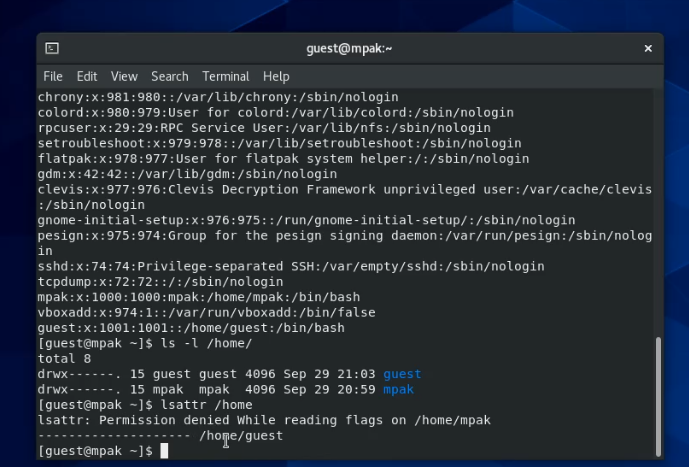 guest@mpak:~
File Edit View Search Terminal Help
chrony:x:981:980::/var/lib/chrony:/sbin/nologin
colord:x:980:979:User for colord:/var/lib/colord:/sbin/nologin
rpcuser:x:29:29:RPC Service User:/var/lib/nfs:/sbin/nologin
setroubleshoot:x:979:978::/var/lib/setroubleshoot:/sbin/nologin
flatpak:x:978:977:User for flatpak system helper:/:/sbin/nologin
gdm:x:42:42::/var/lib/gdm:/sbin/nologin
clevis:x:977:976:Clevis Decryption Framework unprivileged user:/var/cache/clevis
:/sbin/nologin
gnome-initial-setup:x:976:975::/run/gnome-initial-setup/:/sbin/nologin
pesign:x:975:974:Group for the pesign signing daemon:/var/run/pesign:/sbin/nolog
in
sshd:x:74:74:Privilege-separated SSH:/var/empty/sshd:/sbin/nologin
tcpdump:x:72:72::/:/sbin/nologin
mpak:x:1000:1000:mpak:/home/mpak:/bin/bash
vboxadd:x:974:1::/var/run/vboxadd:/bin/false
guest:x:1001:1001::/home/guest:/bin/bash
[guest@mpak ~]$ ls -l /home/
total 8
drwx------. 15 guest guest 4096 Sep 29 21:03 guest
drwx------. 15 mpak  mpak  4096 Sep 29 20:59 mpak
[guest@mpak ~]$ lsattr /home
lsattr: Permission denied While reading flags on /home/mpak
-------------------- /home/guest
[guest@mpak ~]$